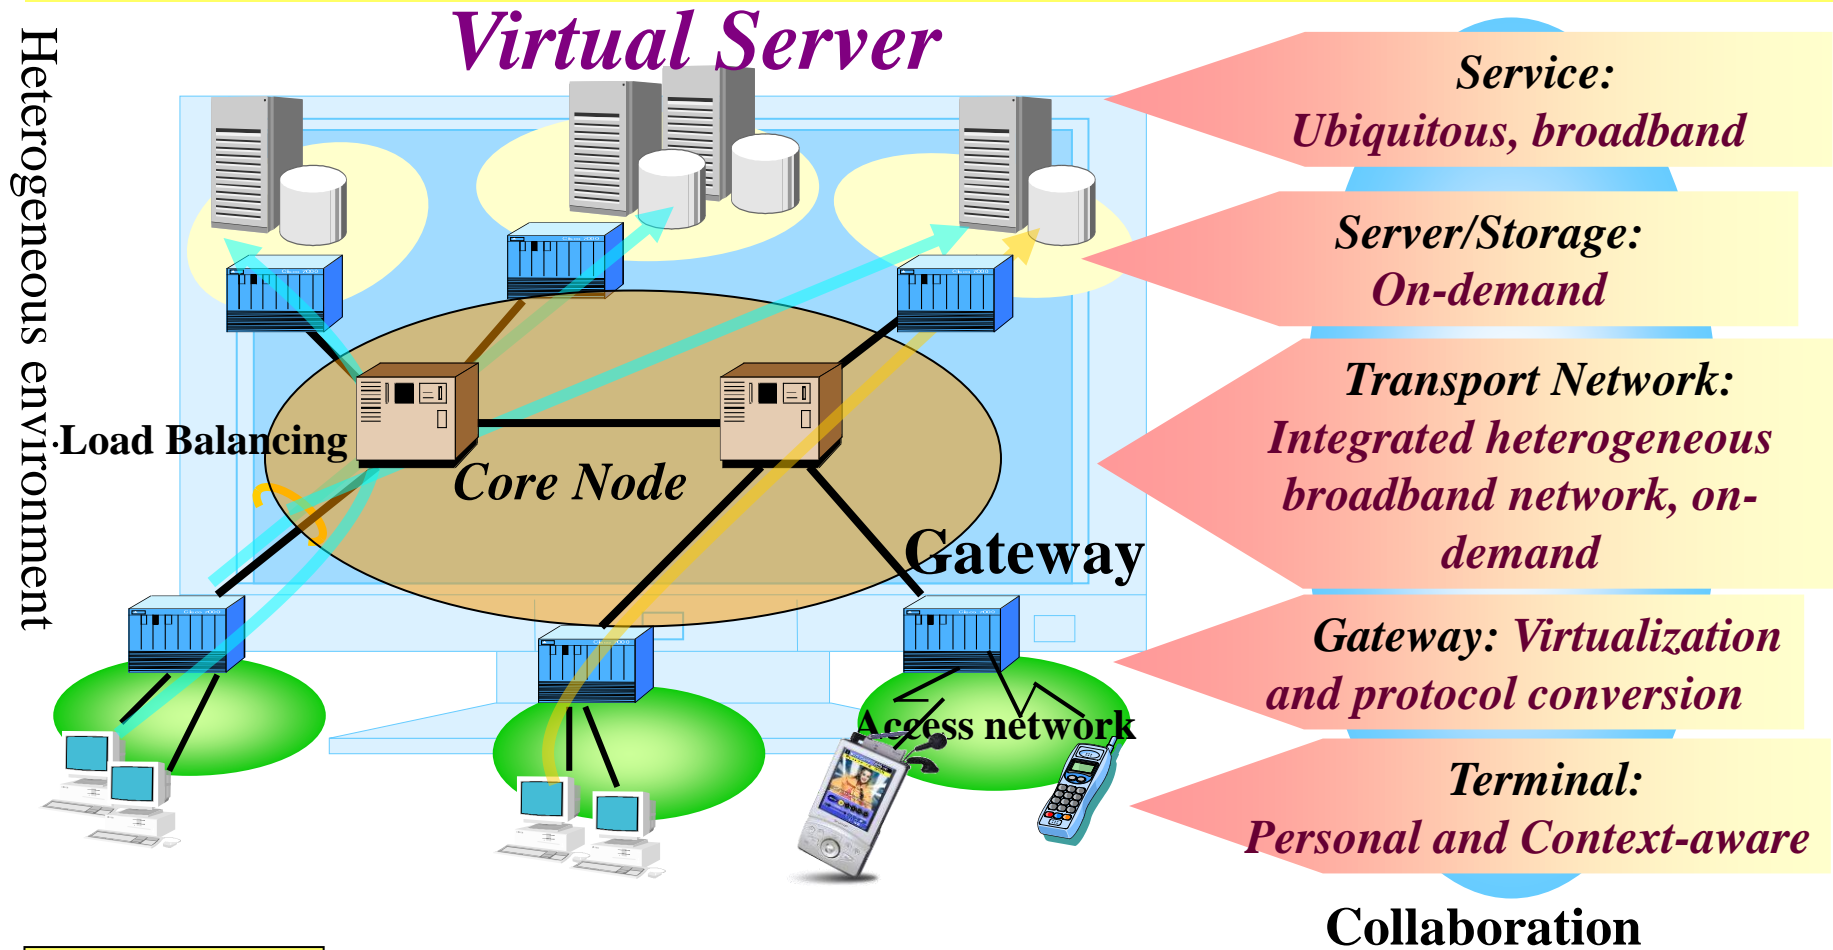 Virtual Server
Heterogeneous environment
·Load Balancing
Core Node
Gateway
Access network
Service:
Ubiquitous, broadband
Server/Storage:
On-demand
Transport Network:
Integrated heterogeneous
broadband network, on-
demand
Gateway: Virtualization
and protocol conversion
Terminal:
Personal and Context-aware
Collaboration